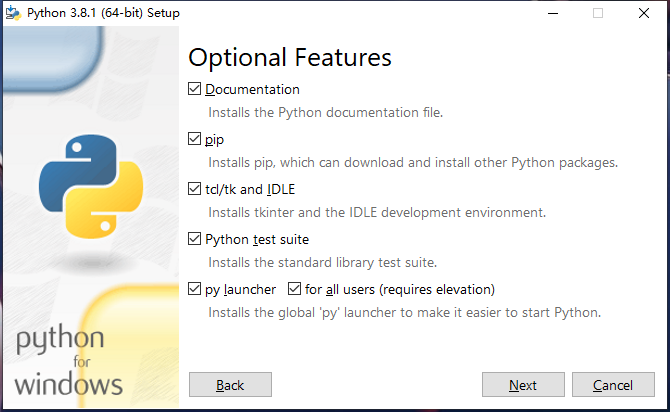 Python 3.8.1 (64-bit) Setup
Optional Features
Documentation
Installs the Python documentation file.
pip
Installs pip, which can download and install other Python packages.
tcl/tk and IDLE
Installs tkinter and the IDLE development environment.
Python test suite
Installs the standard library test suite.
py launcher for all users (requires elevation)
Installs the global 'py' launcher to make it easier to start Python.
python
for
windows
Back Next Cancel